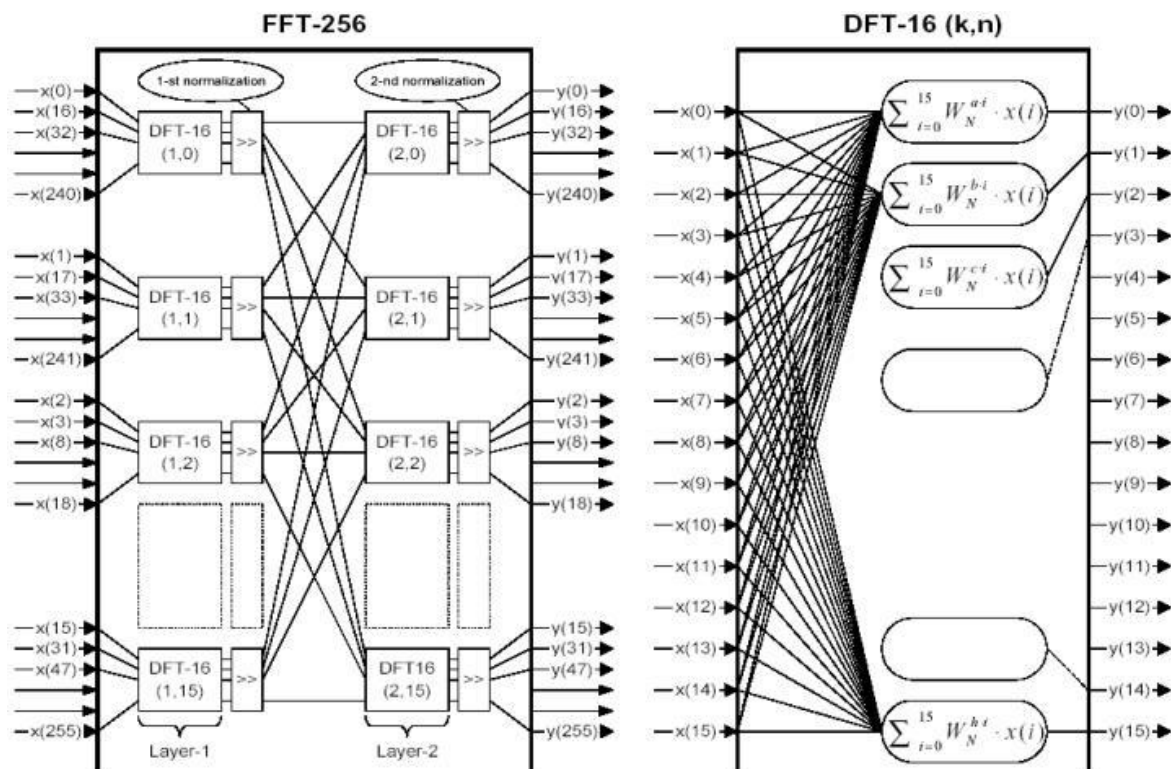 FFT-256
1-st normalization
2-nd normalization
x(0)
x(16)
x(32)
x(240)
DFT-16
(1,0)
>>
DFT-16
(2,0)
>>
y(0)
y(16)
y(32)
y(240)
x(1)
x(17)
x(33)
x(241)
DFT-16
(1,1)
>>
DFT-16
(2,1)
>>
y(1)
y(17)
y(33)
y(241)
x(2)
x(3)
x(8)
x(18)
DFT-16
(1,2)
>>
DFT-16
(2,2)
>>
y(2)
y(3)
y(8)
y(18)
x(15)
x(31)
x(47)
x(255)
DFT-16
(1,15)
>>
DFT16
(2,15)
>>
y(15)
y(31)
y(47)
y(255)
Layer-1
Layer-2
DFT-16 (k,n)
x(0)
x(1)
x(2)
x(3)
x(4)
x(5)
x(6)
x(7)
x(8)
x(9)
x(10)
x(11)
x(12)
x(13)
x(14)
x(15)
∑ 15 i=0 W_N^{a·i} · x(i)
∑ 15 i=0 W_N^{b·i} · x(i)
∑ 15 i=0 W_N^{c·i} · x(i)
∑ 15 i=0 W_N^{h·i} · x(i)
y(0)
y(1)
y(2)
y(3)
y(4)
y(5)
y(6)
y(7)
y(8)
y(9)
y(10)
y(11)
y(12)
y(13)
y(14)
y(15)